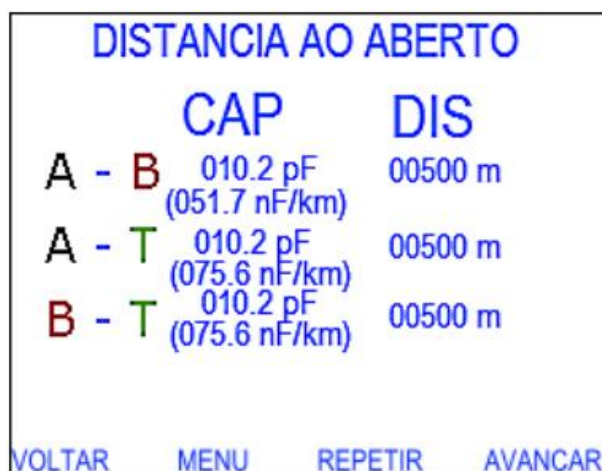 DISTANCIA AO ABERTO
CAP DIS
A - B 010.2 pF 00500 m
(051.7 nF/km)
A - T 010.2 pF 00500 m
(075.6 nF/km)
B - T 010.2 pF 00500 m
(075.6 nF/km)
VOLTAR MENU REPETIR AVANCAR